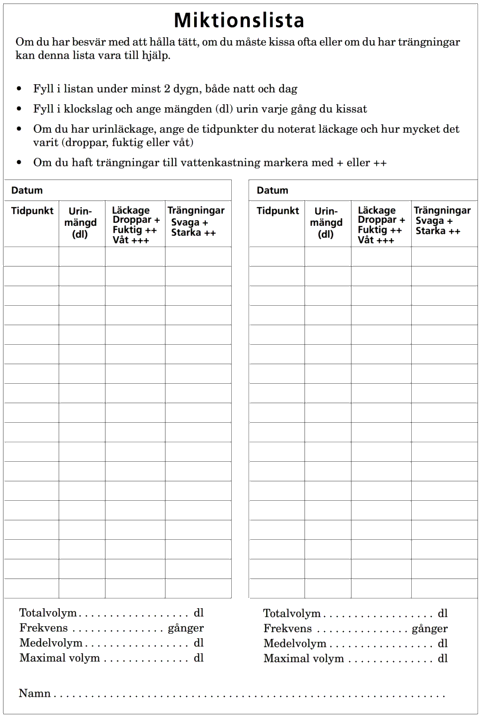 Miktionslista
Om du har besvär med att hålla tätt, om du måste kissa ofta eller om du har trängningar
kan denna lista vara till hjälp.
• Fyll i listan under minst 2 dygn, både natt och dag
• Fyll i klockslag och ange mängden (dl) urin varje gång du kissat
• Om du har urinläckage, ange de tidpunkter du noterat läckage och hur mycket det
varit (droppar, fuktig eller våt)
• Om du haft trängningar till vattenkastning markera med + eller ++
Datum
Tidpunkt
Urin-
mängd
(dl)
Läckage
Droppar +
Fuktig ++
Våt +++
Trängningar
Svaga +
Starka ++
Datum
Tidpunkt
Urin-
mängd
(dl)
Läckage
Droppar +
Fuktig ++
Våt +++
Trängningar
Svaga +
Starka ++
Totalvolym . . . . . . . . . . . . . . . . . . dl
Frekvens . . . . . . . . . . . . . . . gånger
Medelvolym . . . . . . . . . . . . . . . . . dl
Maximal volym . . . . . . . . . . . . . . dl
Totalvolym . . . . . . . . . . . . . . . . . . dl
Frekvens . . . . . . . . . . . . . . . gånger
Medelvolym . . . . . . . . . . . . . . . . . dl
Maximal volym . . . . . . . . . . . . . . dl
Namn . . . . . . . . . . . . . . . . . . . . . . . . . . . . . . . . . . . . . . . . . . . . . . . . . . . . . . . . . . . . . . .